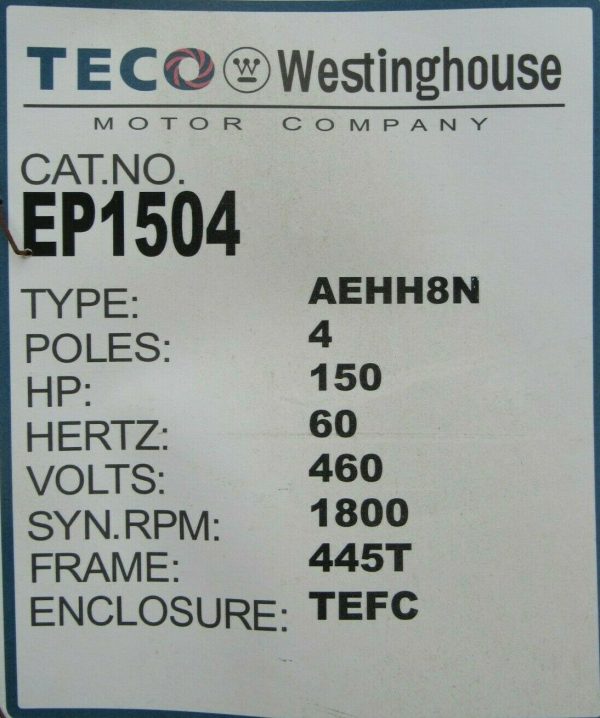 TECO Westinghouse
MOTOR COMPANY
CAT.NO.
EP1504
TYPE: AEHH8N
POLES: 4
HP: 150
HERTZ: 60
VOLTS: 460
SYN.RPM: 1800
FRAME: 445T
ENCLOSURE: TEFC